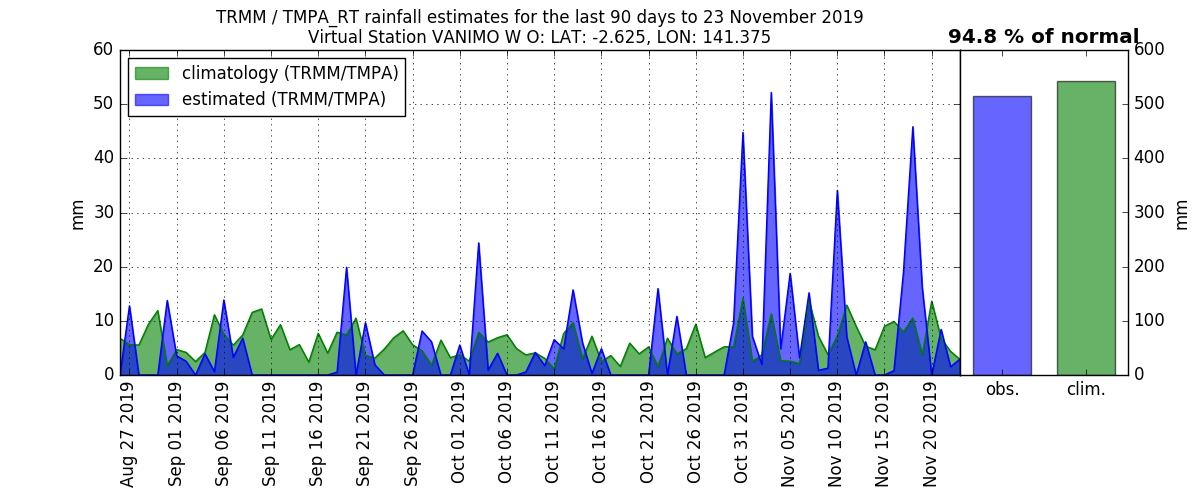 TRMM / TMPA_RT rainfall estimates for the last 90 days to 23 November 2019
Virtual Station VANIMO W O: LAT: -2.625, LON: 141.375
94.8 % of normal
climatology (TRMM/TMPA)
estimated (TRMM/TMPA)
60
50
40
30
20
10
0
mm
600
500
400
300
200
100
0
mm
Aug 27 2019
Sep 01 2019
Sep 06 2019
Sep 11 2019
Sep 16 2019
Sep 21 2019
Sep 26 2019
Oct 01 2019
Oct 06 2019
Oct 11 2019
Oct 16 2019
Oct 21 2019
Oct 26 2019
Oct 31 2019
Nov 05 2019
Nov 10 2019
Nov 15 2019
Nov 20 2019
obs.
clim.